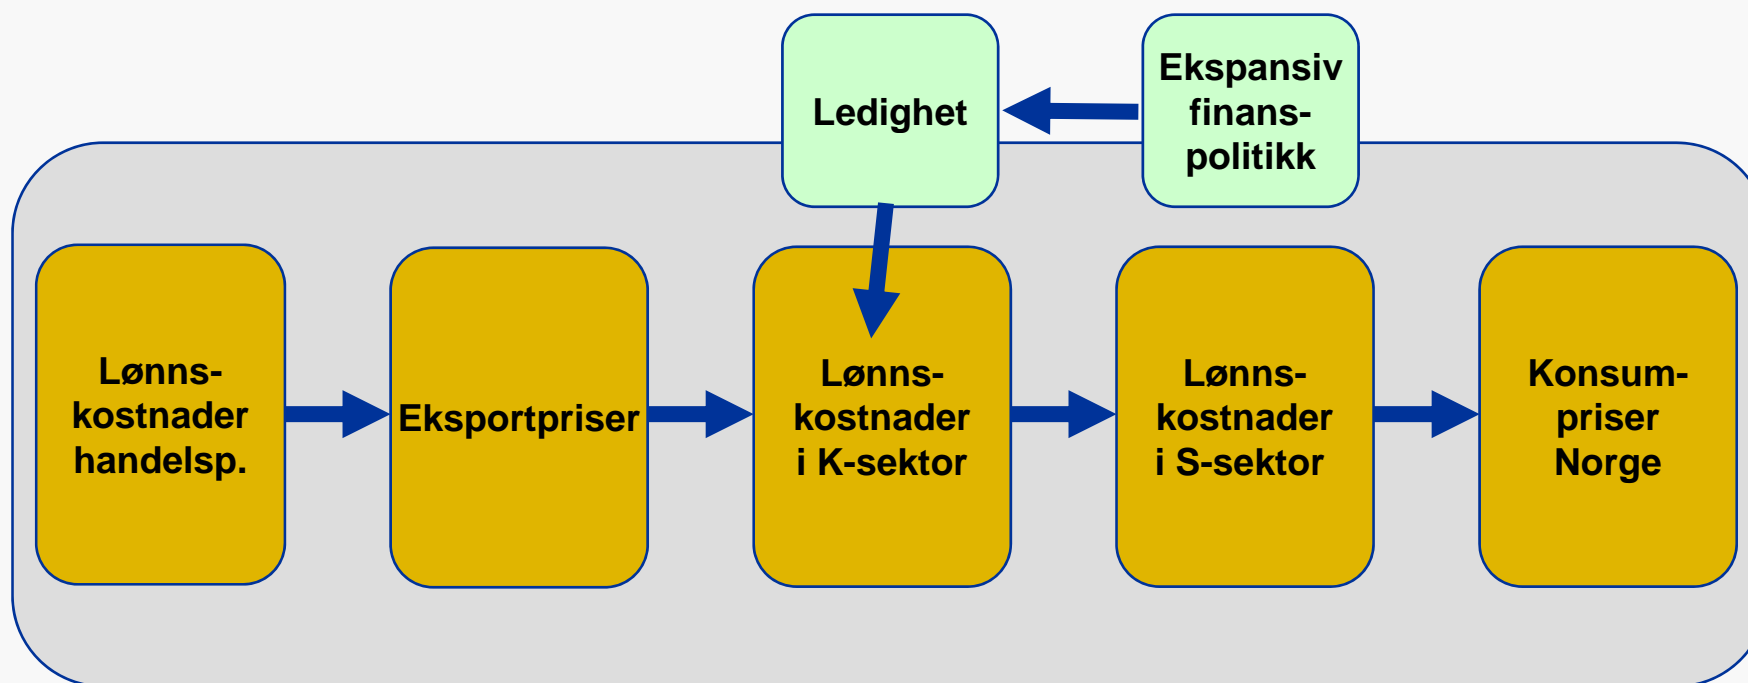 Ledighet
Ekspansiv
finans-
politikk
Lønns-
kostnader
handelsp.
Eksportpriser
Lønns-
kostnader
i K-sektor
Lønns-
kostnader
i S-sektor
Konsum-
priser
Norge